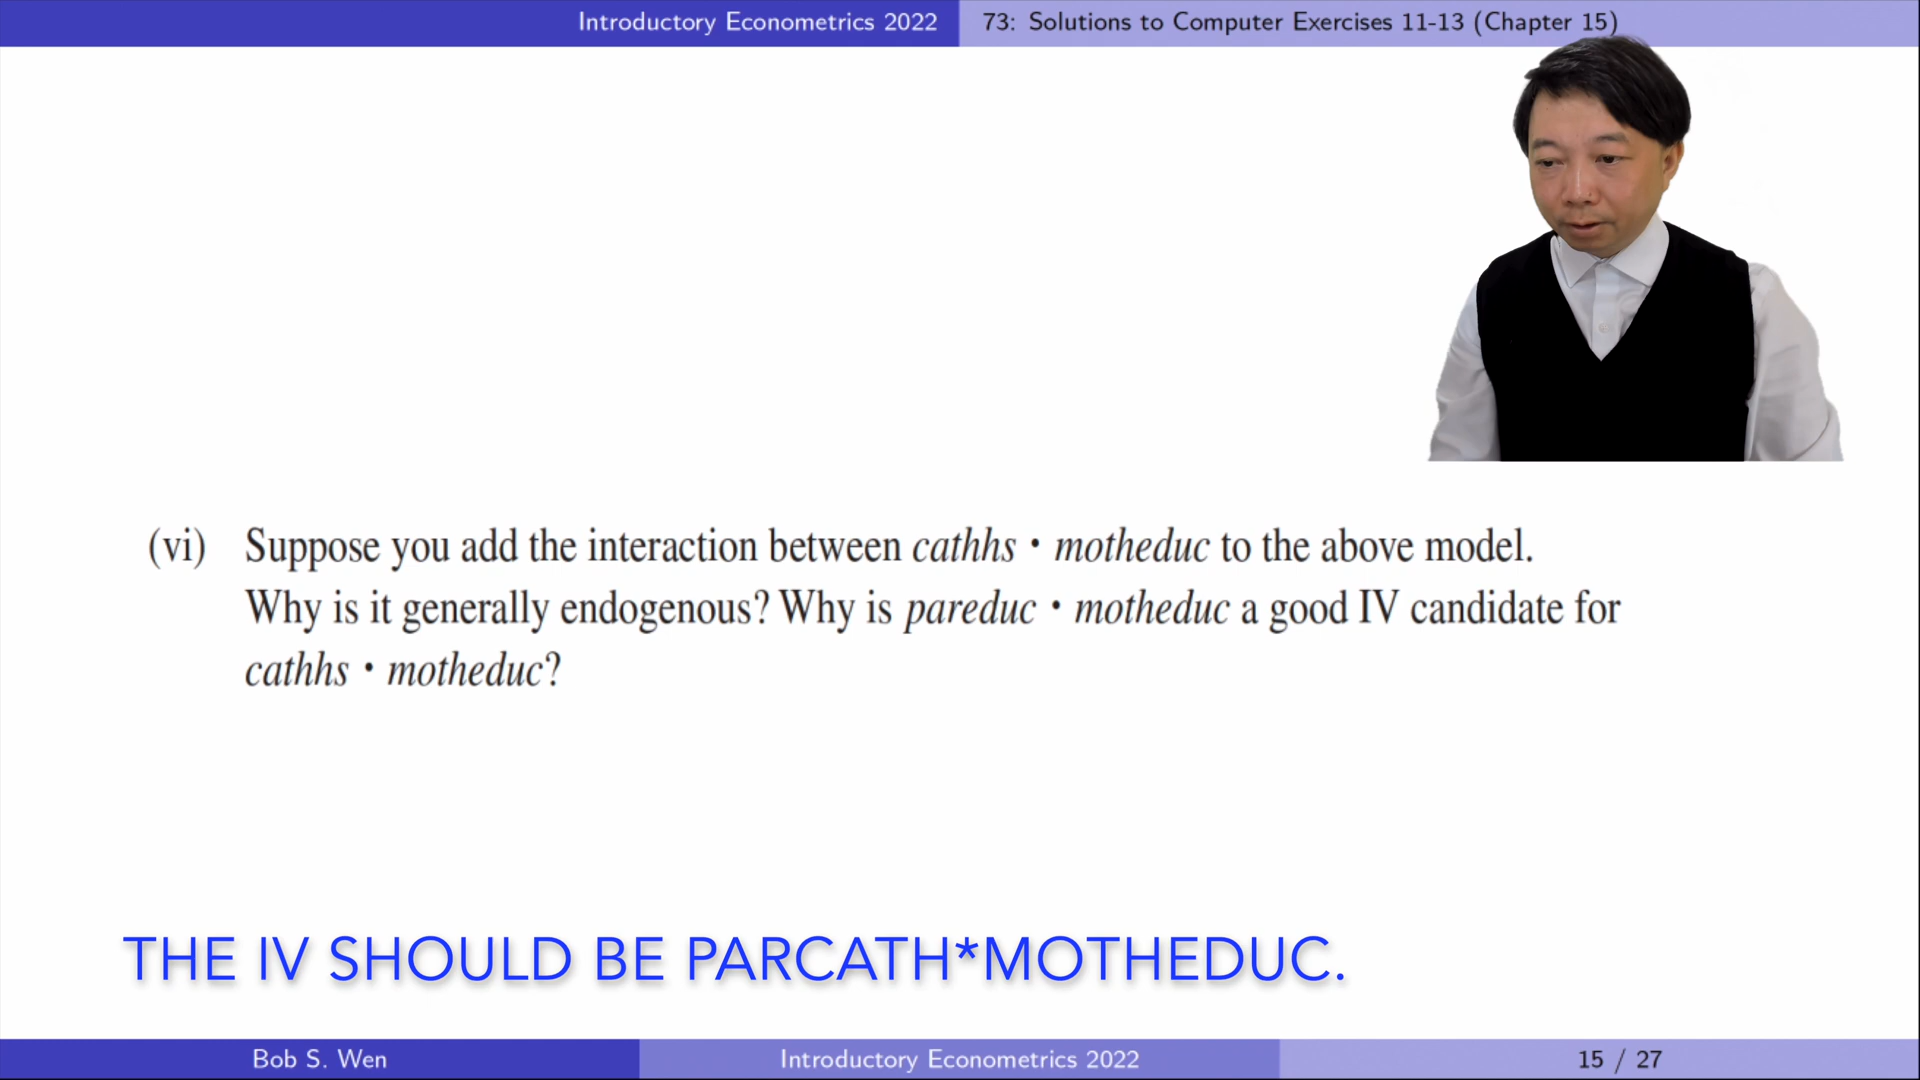 Introductory Econometrics 2022
73: Solutions to Computer Exercises 11-13 (Chapter 15)
(vi) Suppose you add the interaction between cathhs · motheduc to the above model.
Why is it generally endogenous? Why is pareduc · motheduc a good IV candidate for
cathhs · motheduc?
THE IV SHOULD BE PARCATH*MOTHEDUC.
Bob S. Wen
Introductory Econometrics 2022
15 / 27